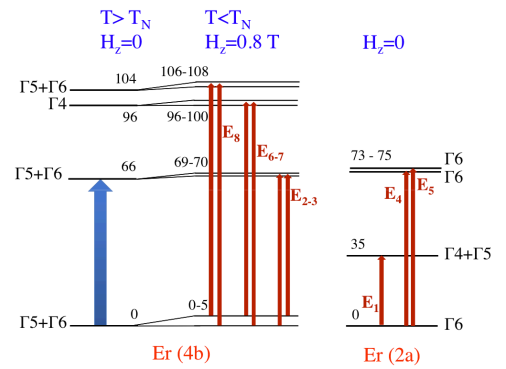 T> T_N T<T_N
H_z=0 H_z=0.8 T H_z=0
104 106-108
Γ5+Γ6
Γ4
96 96-100
E_8
E_6-7
66 69-70
Γ5+Γ6
E_2-3
73 - 75 Γ6
Γ6
E_4 E_5
35
Γ4+Γ5
E_1
0 0-5 0
Γ5+Γ6 Γ6
Er (4b) Er (2a)